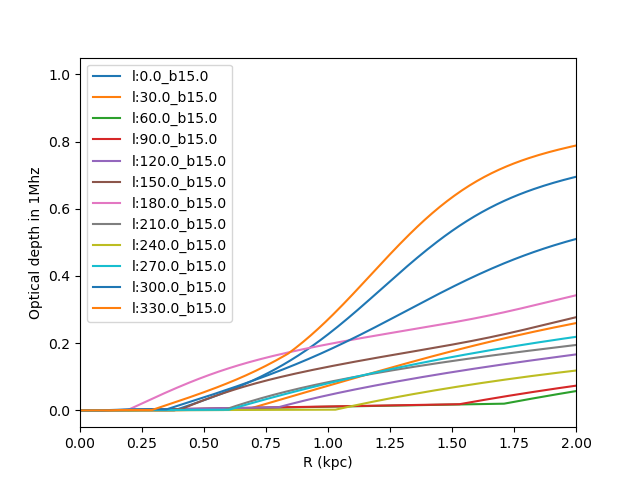 1.0
0.8
0.6
0.4
0.2
0.0
Optical depth in 1Mhz
l:0.0_b15.0
l:30.0_b15.0
l:60.0_b15.0
l:90.0_b15.0
l:120.0_b15.0
l:150.0_b15.0
l:180.0_b15.0
l:210.0_b15.0
l:240.0_b15.0
l:270.0_b15.0
l:300.0_b15.0
l:330.0_b15.0
0.00 0.25 0.50 0.75 1.00 1.25 1.50 1.75 2.00
R (kpc)